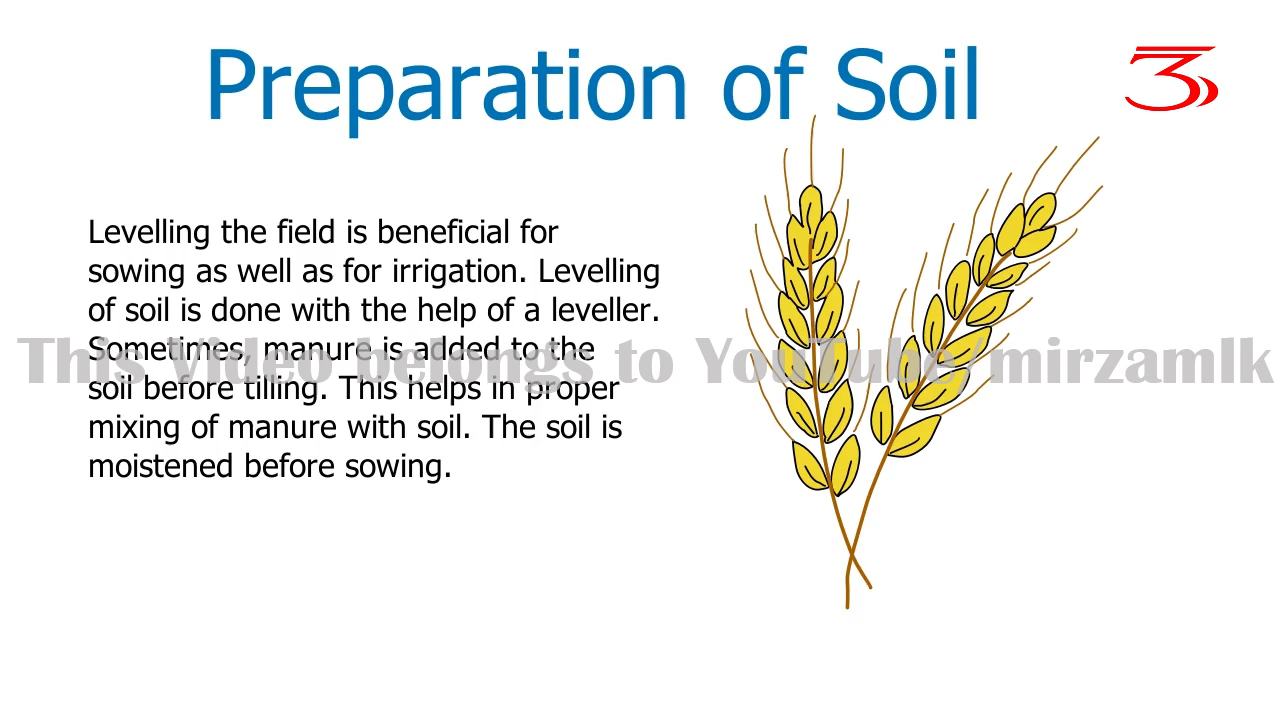 Preparation of Soil
Levelling the field is beneficial for
sowing as well as for irrigation. Levelling
of soil is done with the help of a leveller.
Sometimes, manure is added to the
This Video belongs to YouTube/mirzamlk
soil before tilling. This helps in proper
mixing of manure with soil. The soil is
moistened before sowing.